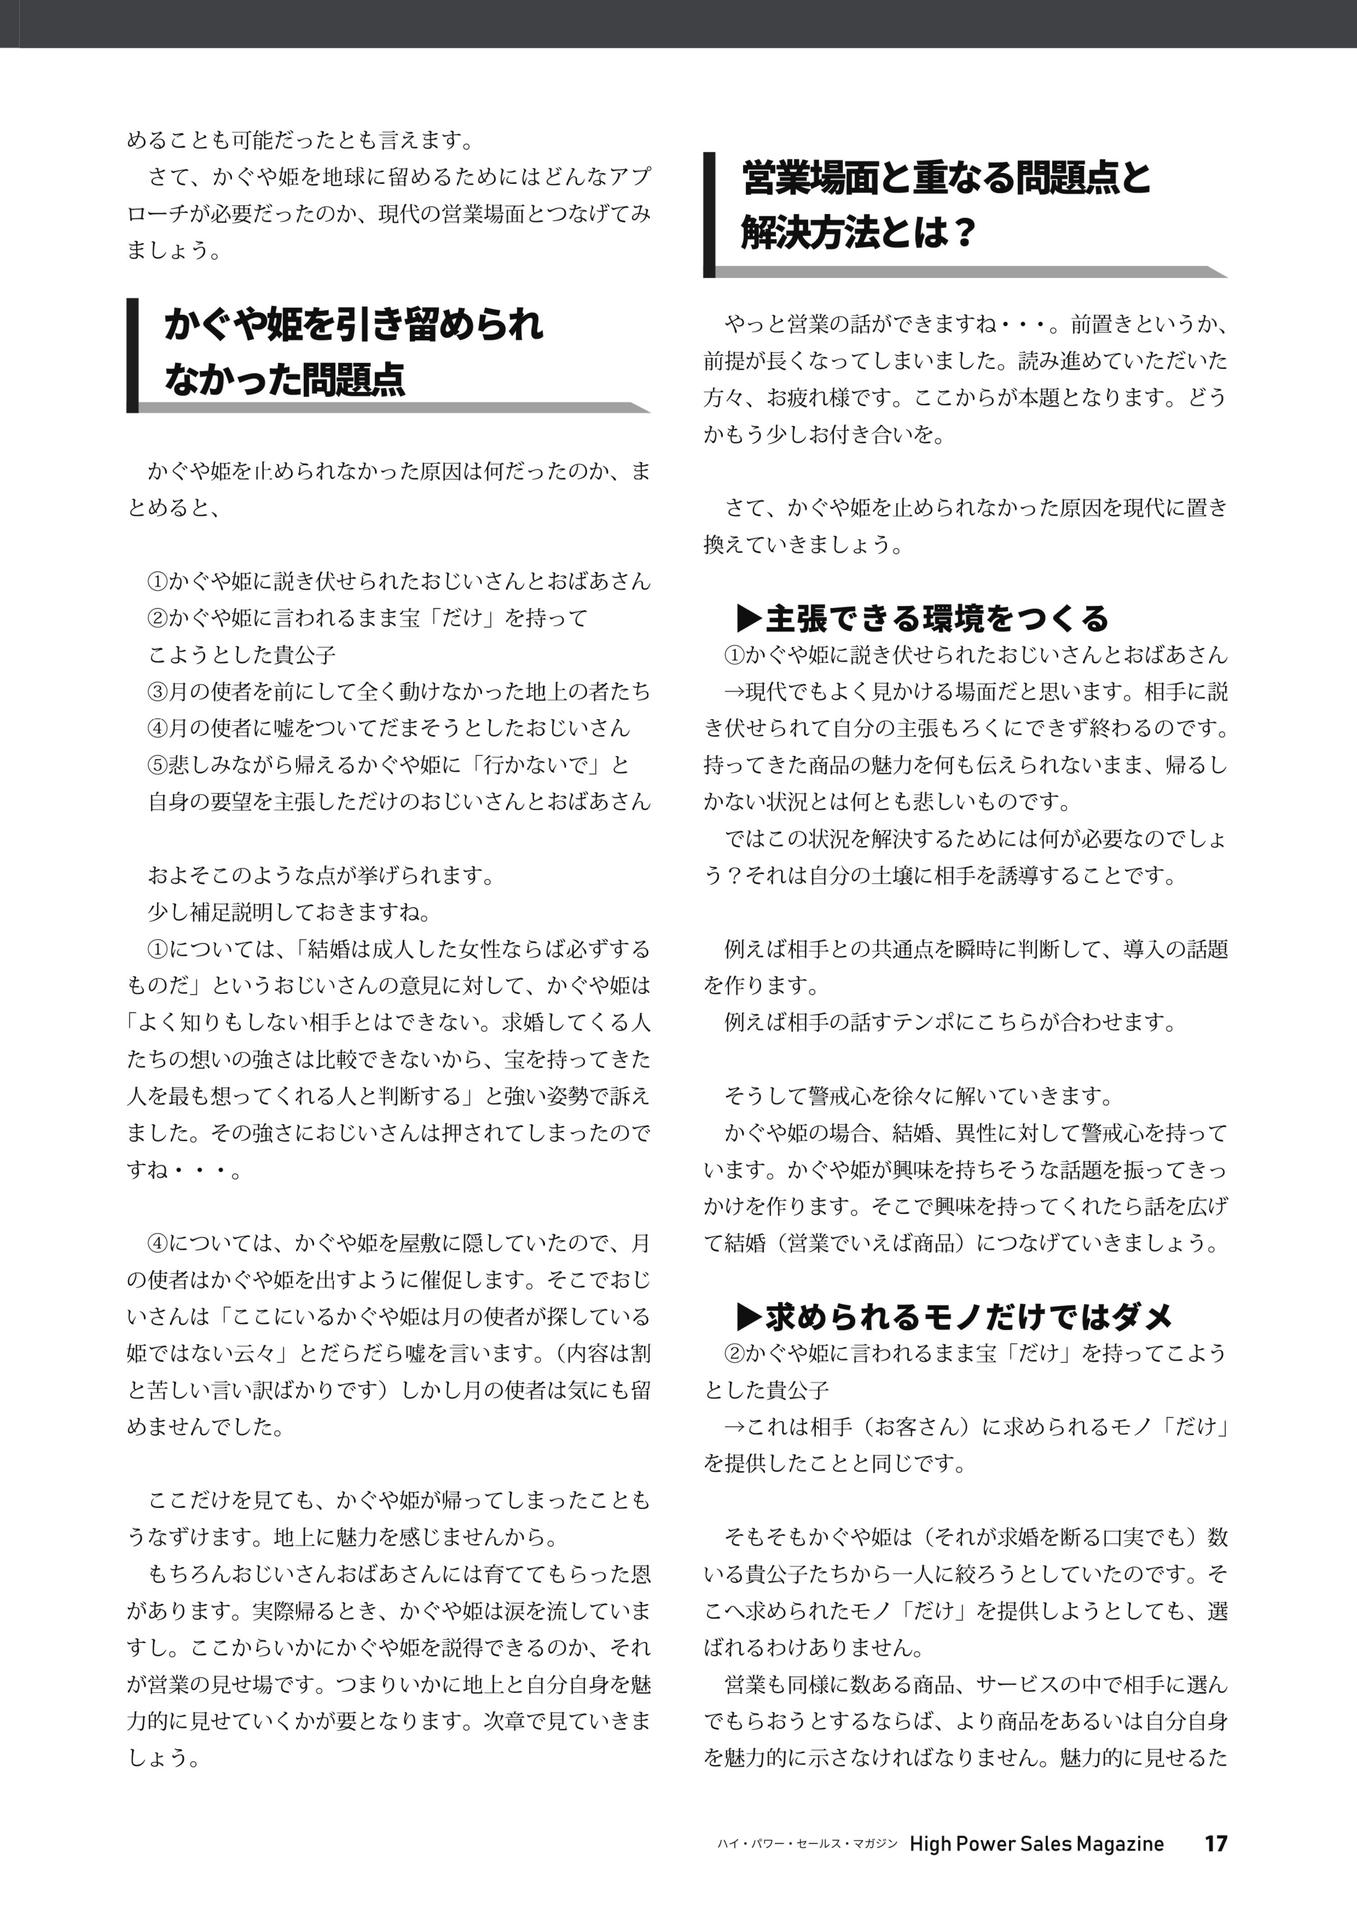 めることも可能だったとも言えます。
さて、かぐや姫を地球に留めるためにはどんなアプ
ローチが必要だったのか、現代の営業場面とつなげてみ
ましょう。
かぐや姫を引き留められ
なかった問題点
かぐや姫を止められなかった原因は何だったのか、ま
とめると、
①かぐや姫に説き伏せられたおじいさんとおばあさん
②かぐや姫に言われるまま宝「だけ」を持って
こようとした貴公子
③月の使者を前にして全く動けなかった地上の者たち
④月の使者に嘘をついてだまそうとしたおじいさん
⑤悲しみながら帰えるかぐや姫に「行かないで」と
自身の要望を主張しただけのおじいさんとおばあさん
およそこのような点が挙げられます。
少し補足説明しておきますね。
①については、「結婚は成人した女性ならば必ずする
ものだ」というおじいさんの意見に対して、かぐや姫は
「よく知りもしない相手とはできない。求婚してくる人
たちの想いの強さは比較できないから、宝を持ってきた
人を最も想ってくれる人と判断する」と強い姿勢で訴え
ました。その強さにおじいさんは押されてしまったので
すね・・・。
④については、かぐや姫を屋敷に隠していたので、月
の使者はかぐや姫を出すように催促します。そこでおじ
いさんは「ここにいるかぐや姫は月の使者が探している
姫ではない云々」とだらだら嘘を言います。（内容は割
と苦しい言い訳ばかりです）しかし月の使者は気にも留
めませんでした。
ここだけを見ても、かぐや姫が帰ってしまったことも
うなずけます。地上に魅力を感じませんから。
もちろんおじいさんおばあさんには育ててもらった恩
があります。実際帰るとき、かぐや姫は涙を流していま
すし。ここからいかにかぐや姫を説得できるのか、それ
が営業の見せ場です。つまりいかに地上と自分自身を魅
力的に見せていくかが要となります。次章で見ていきま
しょう。
営業場面と重なる問題点と
解決方法とは？
やっと営業の話ができますね・・・。前置きというか、
前提が長くなってしまいました。読み進めていただいた
方々、お疲れ様です。ここからが本題となります。どう
かもう少しお付き合いを。
さて、かぐや姫を止められなかった原因を現代に置き
換えていきましょう。
▶主張できる環境をつくる
①かぐや姫に説き伏せられたおじいさんとおばあさん
→現代でもよく見かける場面だと思います。相手に説
き伏せられて自分の主張もろくにできず終わるのです。
持ってきた商品の魅力を何も伝えられないまま、帰るし
かない状況とは何とも悲しいものです。
ではこの状況を解決するためには何が必要なのでしょ
う？それは自分の土壌に相手を誘導することです。
例えば相手との共通点を瞬時に判断して、導入の話題
を作ります。
例えば相手の話すテンポにこちらが合わせます。
そうして警戒心を徐々に解いていきます。
かぐや姫の場合、結婚、異性に対して警戒心を持って
います。かぐや姫が興味を持ちそうな話題を振ってきっ
かけを作ります。そこで興味を持ってくれたら話を広げ
て結婚（営業でいえば商品）につなげていきましょう。
▶求められるモノだけではダメ
②かぐや姫に言われるまま宝「だけ」を持ってこよう
とした貴公子
→これは相手（お客さん）に求められるモノ「だけ」
を提供したことと同じです。
そもそもかぐや姫は（それが求婚を断る口実でも）数
いる貴公子たちから一人に絞ろうとしていたのです。そ
こへ求められたモノ「だけ」を提供しようとしても、選
ばれるわけありません。
営業も同様に数ある商品、サービスの中で相手に選ん
でもらおうとするならば、より商品をあるいは自分自身
を魅力的に示さなければなりません。魅力的に見せるた
ハイ・パワー・セールス・マガジン High Power Sales Magazine 17